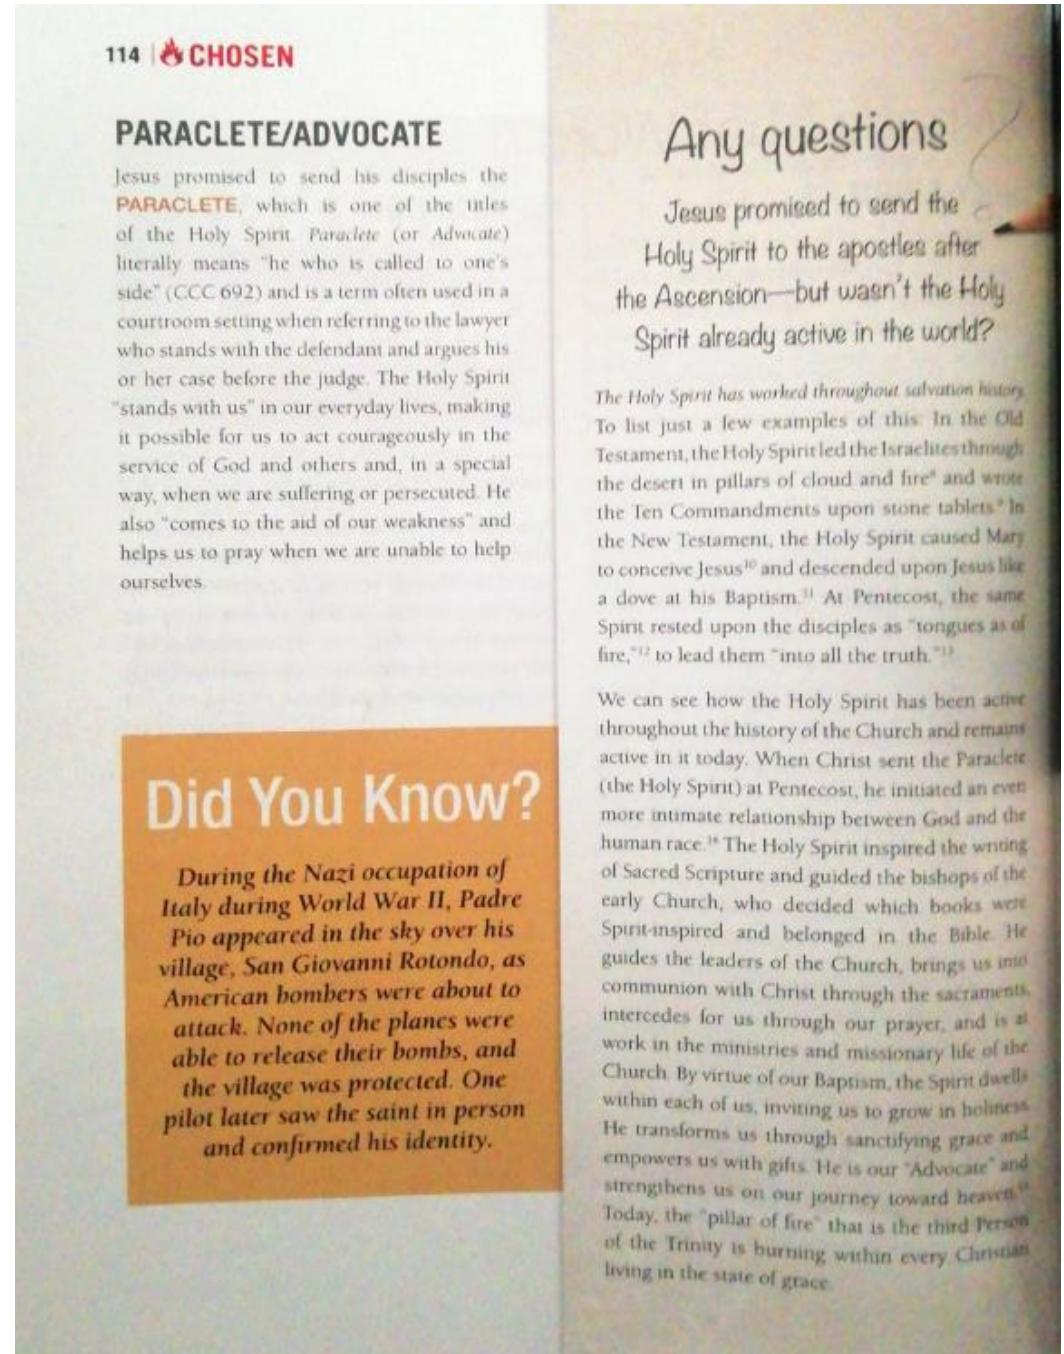 114 | CHOSEN
PARACLETE/ADVOCATE
Jesus promised to send his disciples the
PARACLETE, which is one of the titles
of the Holy Spirit. Paraclete (or Advocate)
literally means "he who is called to one's
side" (CCC 692) and is a term often used in a
courtroom setting when referring to the lawyer
who stands with the defendant and argues his
or her case before the judge. The Holy Spirit
"stands with us" in our everyday lives, making
it possible for us to act courageously in the
service of God and others and, in a special
way, when we are suffering or persecuted. He
also "comes to the aid of our weakness" and
helps us to pray when we are unable to help
ourselves.
Did You Know?
During the Nazi occupation of
Italy during World War II, Padre
Pio appeared in the sky over his
village, San Giovanni Rotondo, as
American bombers were about to
attack. None of the planes were
able to release their bombs, and
the village was protected. One
pilot later saw the saint in person
and confirmed his identity.
Any questions
Jesus promised to send the
Holy Spirit to the apostles after
the Ascension—but wasn't the Holy
Spirit already active in the world?
The Holy Spirit has worked throughout salvation history.
To list just a few examples of this: In the Old
Testament, the Holy Spirit led the Israelites through
the desert in pillars of cloud and fire⁸ and wrote
the Ten Commandments upon stone tablets.⁹ In
the New Testament, the Holy Spirit caused Mary
to conceive Jesus¹⁰ and descended upon Jesus like
a dove at his Baptism.¹¹ At Pentecost, the same
Spirit rested upon the disciples as "tongues as of
fire,"¹² to lead them "into all the truth."¹³
We can see how the Holy Spirit has been active
throughout the history of the Church and remains
active in it today. When Christ sent the Paraclete
(the Holy Spirit) at Pentecost, he initiated an even
more intimate relationship between God and the
human race.¹⁴ The Holy Spirit inspired the writing
of Sacred Scripture and guided the bishops of the
early Church, who decided which books were
Spirit-inspired and belonged in the Bible. He
guides the leaders of the Church, brings us into
communion with Christ through the sacraments,
intercedes for us through our prayer, and is at
work in the ministries and missionary life of the
Church. By virtue of our Baptism, the Spirit dwells
within each of us, inviting us to grow in holiness.
He transforms us through sanctifying grace and
empowers us with gifts. He is our "Advocate" and
strengthens us on our journey toward heaven.¹⁵
Today, the "pillar of fire" that is the third Person
of the Trinity is burning within every Christian
living in the state of grace.